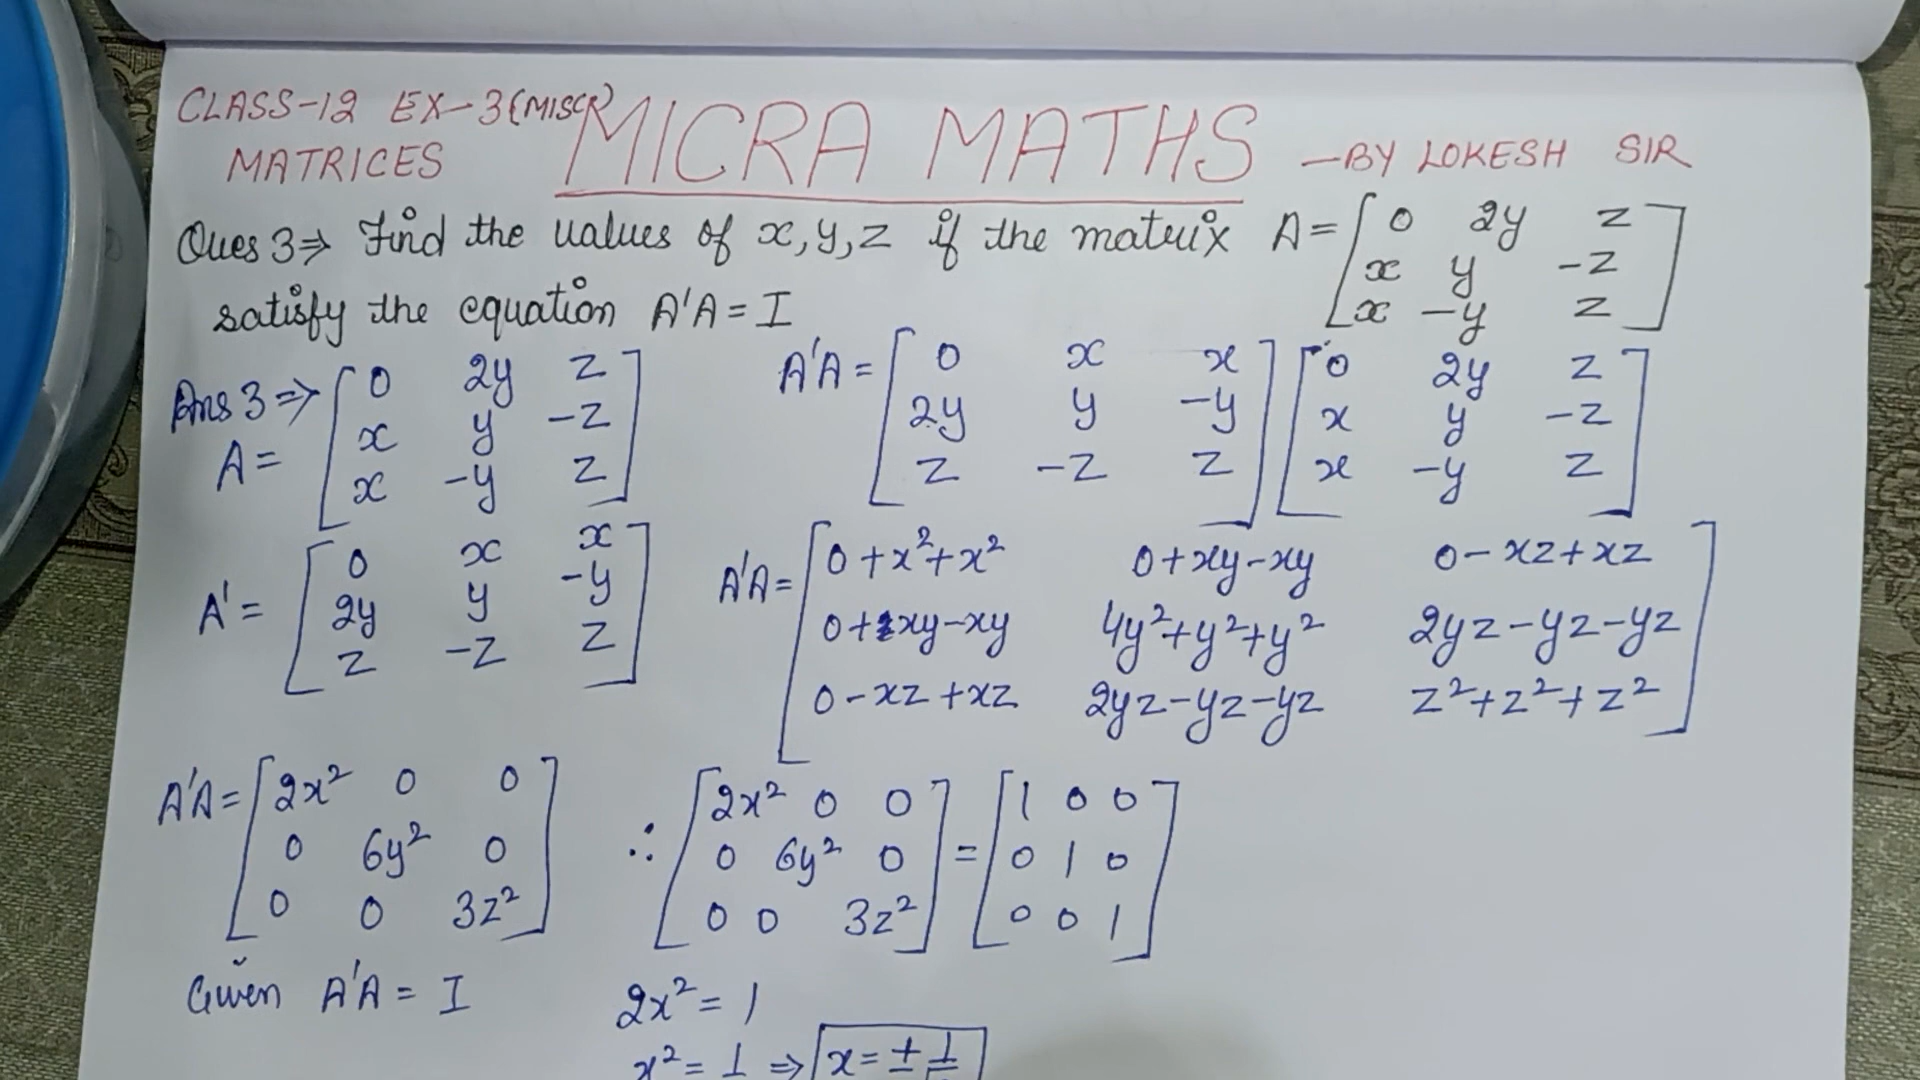 CLASS-12 EX-3(MISC) MICRA MATHS -BY LOKESH SIR
MATRICES
Ques 3⇒ Find the values of x, y, z if the matrix A = [0 2y z
x y -z
x -y z]
satisfy the equation A'A = I
Ans 3⇒
A = [0 2y z
x y -z
x -y z]
A' = [0 x x
2y y -y
z -z z]
A'A = [0 x x
2y y -y
z -z z] [0 2y z
x y -z
x -y z]
A'A = [0+x²+x² 0+xy-xy 0-xz+xz
0+xy-xy 4y²+y²+y² 2yz-yz-yz
0-xz+xz 2yz-yz-yz z²+z²+z²]
A'A = [2x² 0 0
0 6y² 0
0 0 3z²]
Given A'A = I
∴ [2x² 0 0
0 6y² 0
0 0 3z²] = [1 0 0
0 1 0
0 0 1]
2x² = 1
x² = 1 ⇒ x = ± 1